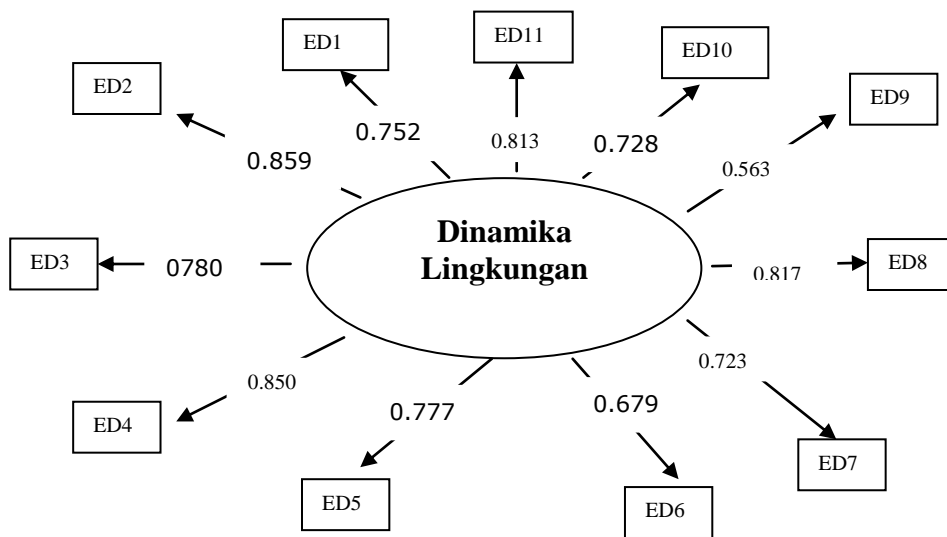 ED1
ED11
ED10
ED2
ED9
0.752
0.813
0.728
0.859
0.563
Dinamika
Lingkungan
ED3
0780
0.817
ED8
0.850
0.723
ED4
0.777
0.679
ED7
ED5
ED6